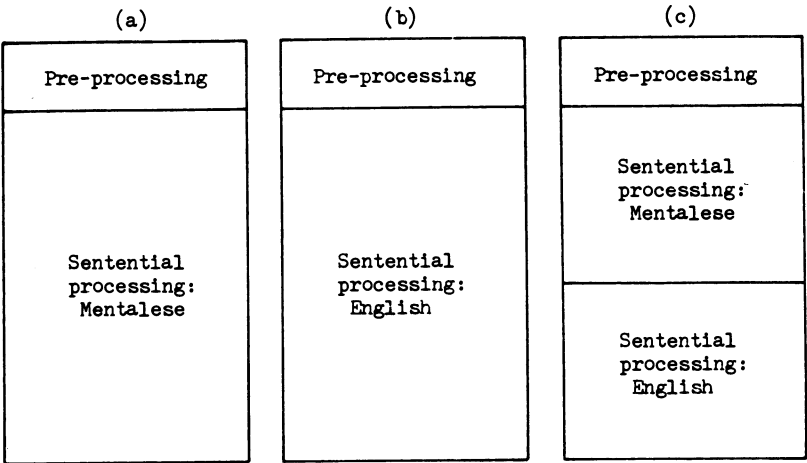 (a)
Pre-processing
Sentential
processing:
Mentalese
(b)
Pre-processing
Sentential
processing:
English
(c)
Pre-processing
Sentential
processing:
Mentalese
Sentential
processing:
English